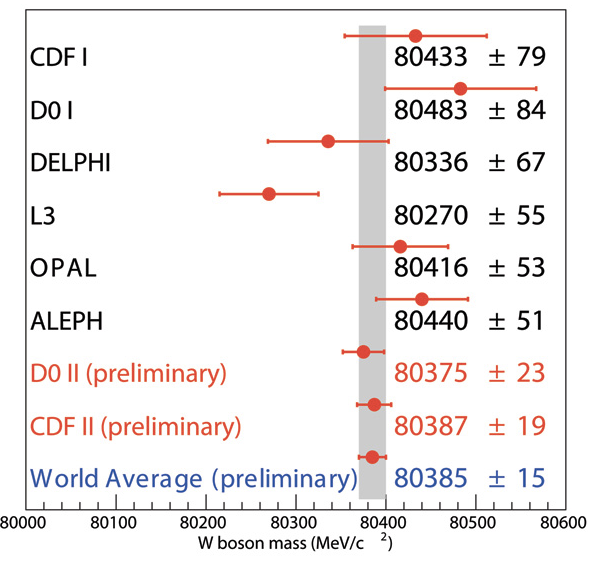 CDF I 80433 ± 79
D0 I 80483 ± 84
DELPHI 80336 ± 67
L3 80270 ± 55
OPAL 80416 ± 53
ALEPH 80440 ± 51
D0 II (preliminary) 80375 ± 23
CDF II (preliminary) 80387 ± 19
World Average (preliminary) 80385 ± 15
80000 80100 80200 80300 80400 80500 80600
W boson mass (MeV/c²)